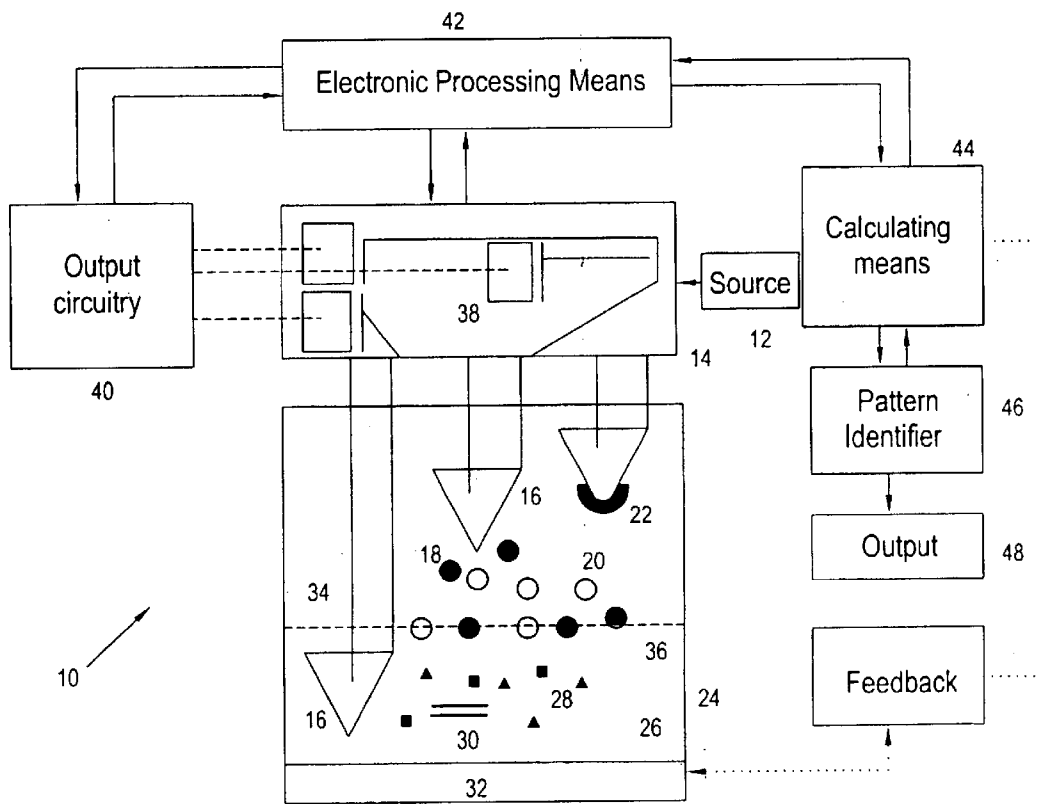 42
Electronic Processing Means
44
Output
circuitry
38
Source
Calculating
means
12
14
40
Pattern
Identifier
46
16
22
18
20
Output
48
34
36
10
16
28
24
30
26
Feedback
32